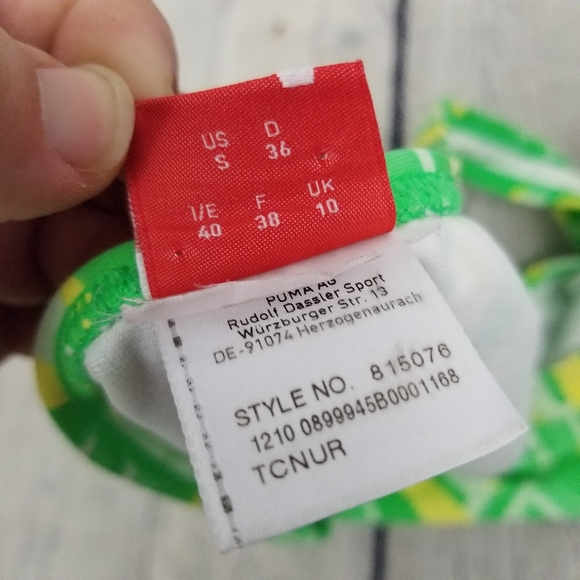 US D
S 36
I/E F UK
40 38 10
PUMA AG
Rudolf Dassler Sport
Würzburger Str. 13
DE-91074 Herzogenaurach
STYLE NO. 815076
1210 0899945B0001168
TCNUR